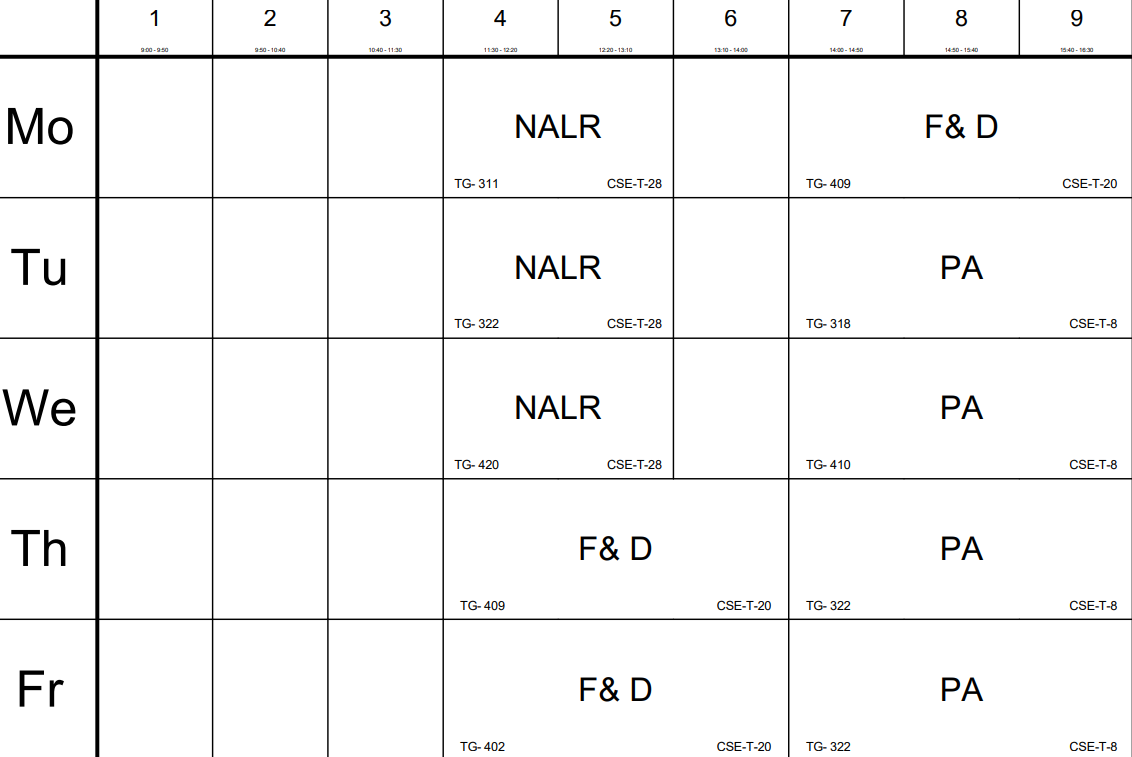 1 2 3 4 5 6 7 8 9
9:00 - 9:50 9:50 - 10:40 10:40 - 11:30 11:30 - 12:20 12:20 - 13:10 13:10 - 14:00 14:00 - 14:50 14:50 - 15:40 15:40 - 16:30
Mo NALR F& D
TG- 311 CSE-T-28 TG- 409 CSE-T-20
Tu NALR PA
TG- 322 CSE-T-28 TG- 318 CSE-T-8
We NALR PA
TG- 420 CSE-T-28 TG- 410 CSE-T-8
Th F& D PA
TG- 409 CSE-T-20 TG- 322 CSE-T-8
Fr F& D PA
TG- 402 CSE-T-20 TG- 322 CSE-T-8